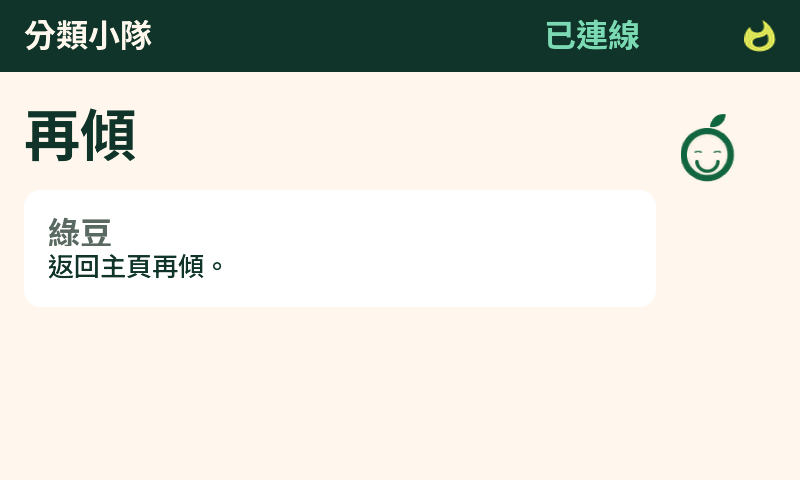 分類小隊
已連線
再傾
綠豆
返回主頁再傾。